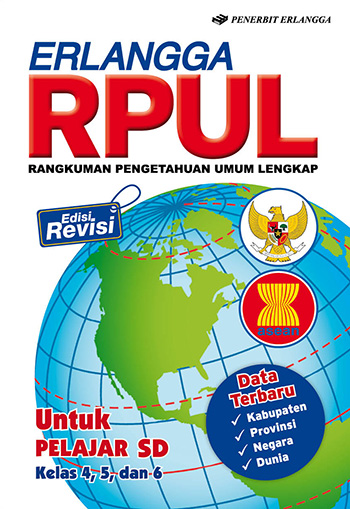 PENERBIT ERLANGGA
ERLANGGA
RPUL
RANGKUMAN PENGETAHUAN UMUM LENGKAP
Edisi
Revisi
asean
Data
Terbaru
✓ Kabupaten
✓ Provinsi
✓ Negara
✓ Dunia
Untuk
PELAJAR SD
Kelas 4, 5, dan 6